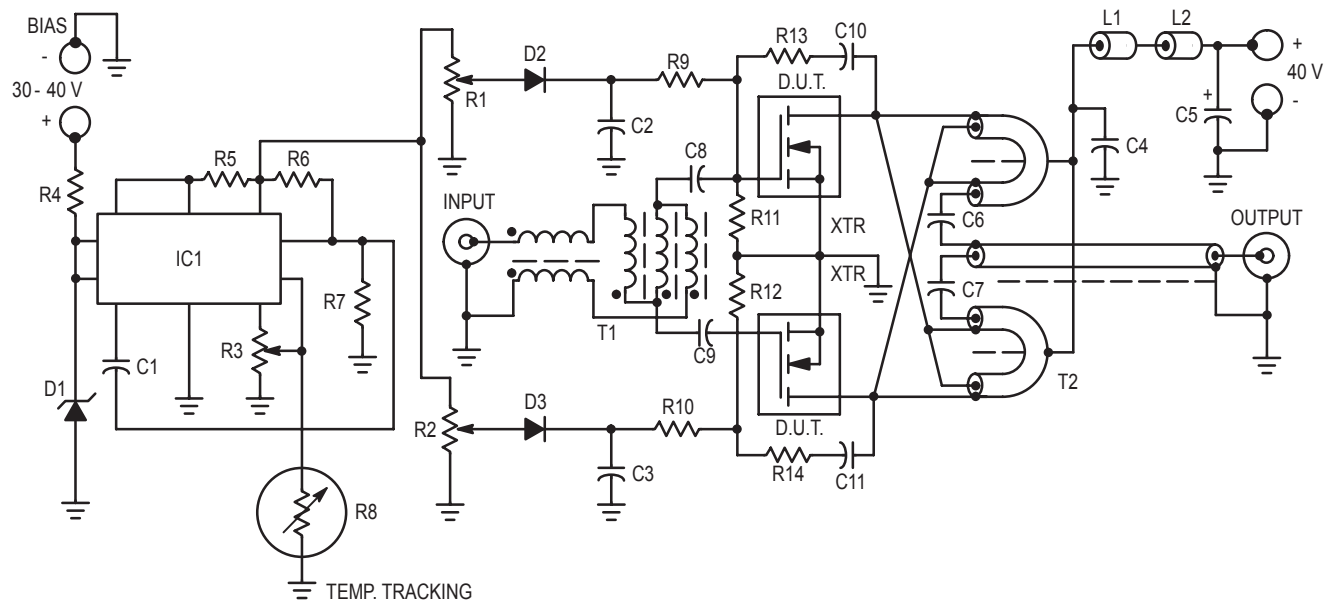 BIAS
-
30 - 40 V
+
R4
D1
R5
R6
IC1
C1
R3
R7
R8
TEMP. TRACKING
R1
D2
C2
R9
R13
C10
D.U.T.
INPUT
C8
R11
XTR
XTR
R12
T1
C9
R2
D3
R10
C3
D.U.T.
R14
C11
L1
L2
+
40 V
-
+
C5
C4
C6
C7
OUTPUT
T2